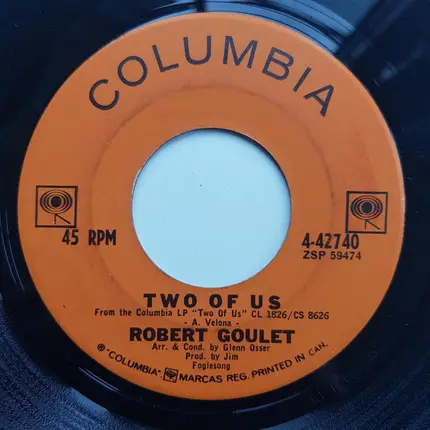 COLUMBIA
45 RPM
4-42740
ZSP 59474
TWO OF US
From the Columbia LP "Two Of Us" CL 1826/CS 8626
- A. Velona -
ROBERT GOULET
Arr. & Cond. by Glenn Osser
Prod. by Jim
Foglesong
® "COLUMBIA" MARCAS REG. PRINTED IN CAN.